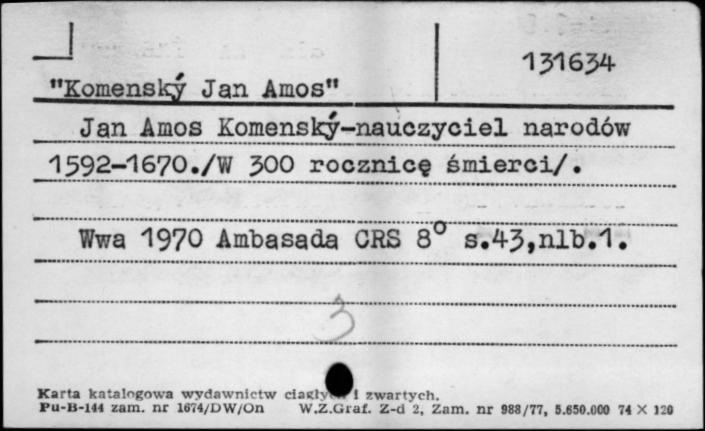 131634
"Komenský Jan Amos"
Jan Amos Komenský-nauczyciel narodów
1592-1670./W 300 rocznicę śmierci/.
Wwa 1970 Ambasada CRS 8° s.43,nlb.1.
3
Karta katalogowa wydawnictw ciągłych i zwartych.
Pu-B-144 zam. nr 1674/DW/On W.Z.Graf. Z-d 2, Zam. nr 988/77, 5.650.000 74 X 120